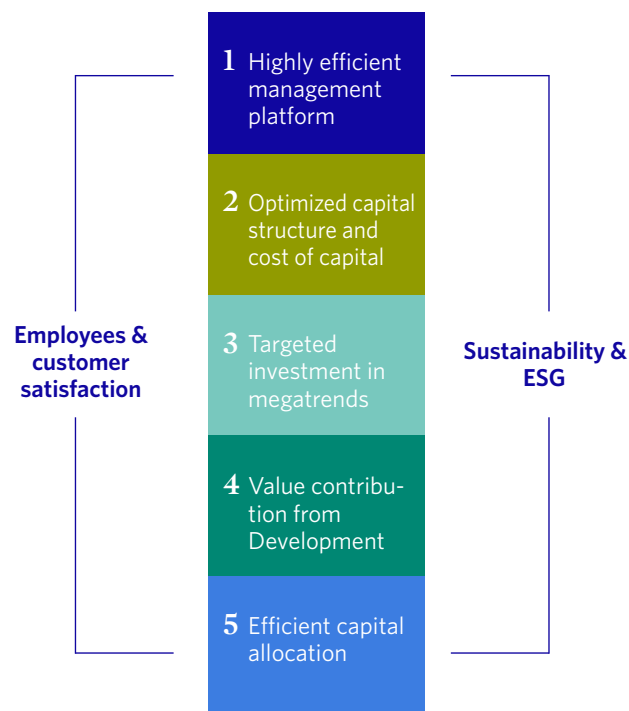 1 Highly efficient
management
platform
2 Optimized capital
structure and
cost of capital
Employees &
customer
satisfaction
3 Targeted
investment in
megatrends
Sustainability &
ESG
4 Value contribu-
tion from
Development
5 Efficient capital
allocation